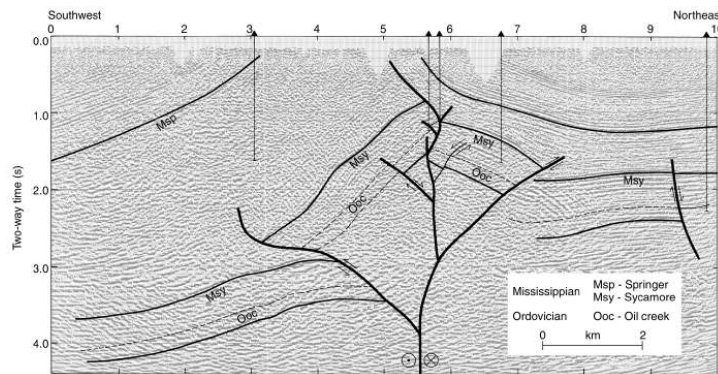 Southwest
Northeast
0 1 2 3 4 5 6 7 8 9 10
0.0
1.0
2.0
3.0
4.0
Two-way time (s)
Msp
Msy
Msy
Msy
Ooc
Ooc
Msy
Ooc
Mississippian Msp - Springer
Msy - Sycamore
Ordovician Ooc - Oil creek
0 km 2